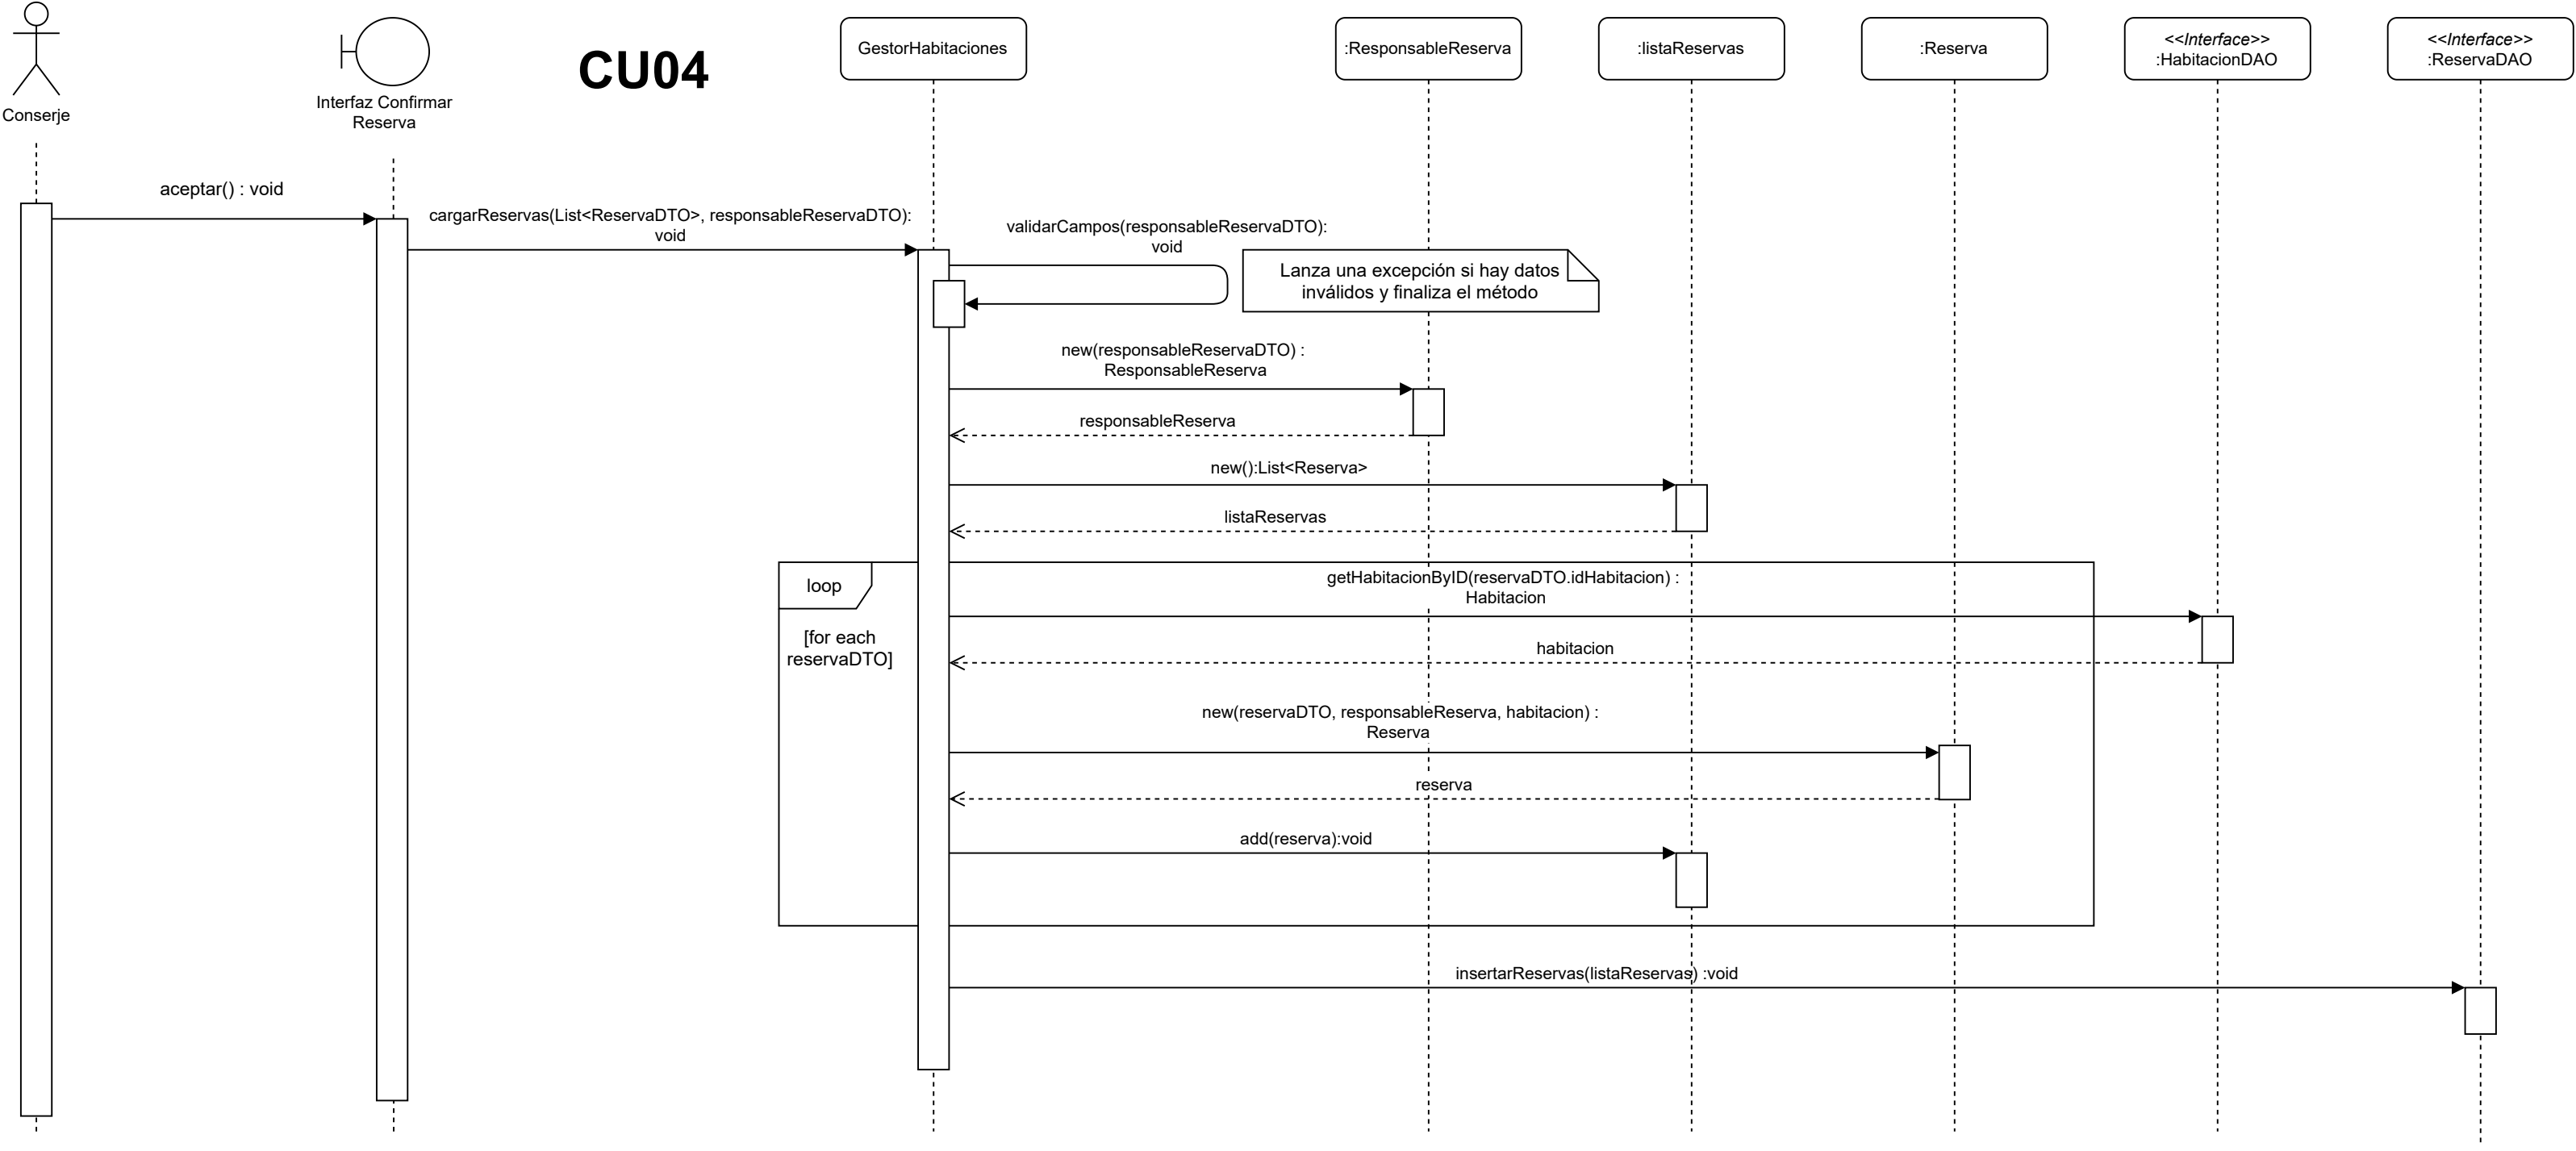 Conserje
Interfaz Confirmar
Reserva
CU04
GestorHabitaciones
:ResponsableReserva
:listaReservas
:Reserva
<<Interface>>
:HabitacionDAO
<<Interface>>
:ReservaDAO
aceptar() : void
cargarReservas(List<ReservaDTO>, responsableReservaDTO):
void
validarCampos(responsableReservaDTO):
void
Lanza una excepción si hay datos
inválidos y finaliza el método
new(responsableReservaDTO) :
ResponsableReserva
responsableReserva
new():List<Reserva>
listaReservas
loop
[for each
reservaDTO]
getHabitacionByID(reservaDTO.idHabitacion) :
Habitacion
habitacion
new(reservaDTO, responsableReserva, habitacion) :
Reserva
reserva
add(reserva):void
insertarReservas(listaReservas) :void